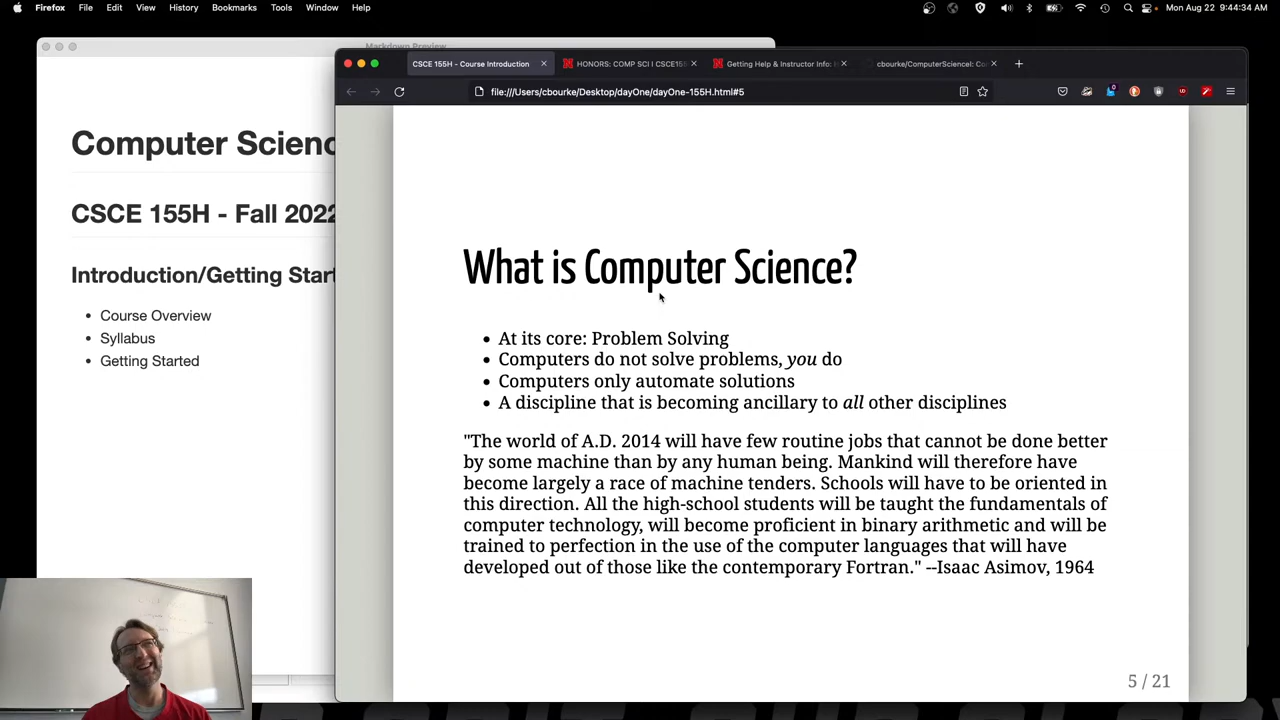 Firefox File Edit View History Bookmarks Tools Window Help
Mon Aug 22 9:44:34 AM
Markdown Preview
Computer Scienc
CSCE 155H - Fall 2022
Introduction/Getting Start
• Course Overview
• Syllabus
• Getting Started
CSCE 155H - Course Introduction
HONORS: COMP SCI I CSCE15
Getting Help & Instructor Info:
cbourke/ComputerScienceI: Co
file:///Users/cbourke/Desktop/dayOne/dayOne-155H.html#5
What is Computer Science?
• At its core: Problem Solving
• Computers do not solve problems, you do
• Computers only automate solutions
• A discipline that is becoming ancillary to all other disciplines
"The world of A.D. 2014 will have few routine jobs that cannot be done better
by some machine than by any human being. Mankind will therefore have
become largely a race of machine tenders. Schools will have to be oriented in
this direction. All the high-school students will be taught the fundamentals of
computer technology, will become proficient in binary arithmetic and will be
trained to perfection in the use of the computer languages that will have
developed out of those like the contemporary Fortran." --Isaac Asimov, 1964
5 / 21